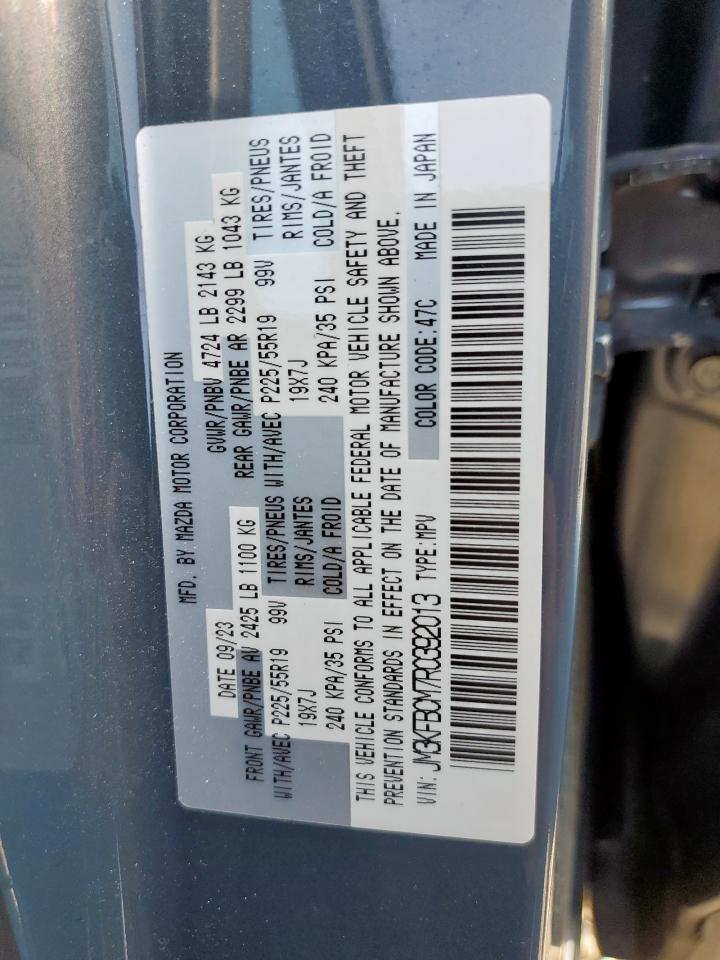 MFD. BY MAZDA MOTOR CORPORATION
DATE 09/23 GVWR/PNBV 4724 LB 2143 KG
FRONT GAWR/PNBE AV 2425 LB 1100 KG REAR GAWR/PNBE AR 2299 LB 1043 KG
WITH/AVEC P225/55R19 99V TIRES/PNEUS WITH/AVEC P225/55R19 99V TIRES/PNEUS
19X7J RIMS/JANTES 19X7J RIMS/JANTES
240 KPA/35 PSI COLD/A FROID 240 KPA/35 PSI COLD/A FROID
THIS VEHICLE CONFORMS TO ALL APPLICABLE FEDERAL MOTOR VEHICLE SAFETY AND THEFT
PREVENTION STANDARDS IN EFFECT ON THE DATE OF MANUFACTURE SHOWN ABOVE.
VIN: JM3KFBCM7R0392013 TYPE:MPV COLOR CODE:47C MADE IN JAPAN